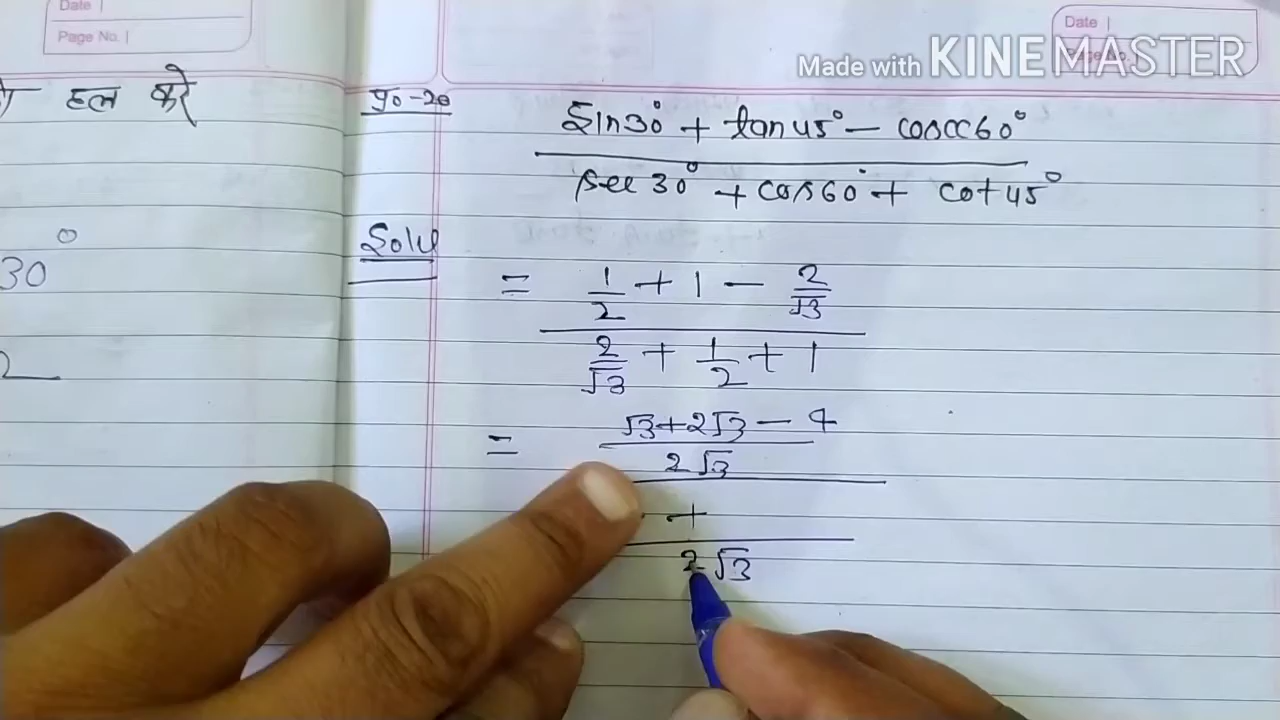 Date |
Page No. |
हल करे
30°
2
Date |
Page No.
Made with KINEMASTER
प्र० -20
Sin30° + tan45° - cosec60°
sec30° + cos60° + cot45°
Solu
= 1/2 + 1 - 2/√3
2/√3 + 1/2 + 1
= √3+2√3-4
2√3
+
2√3